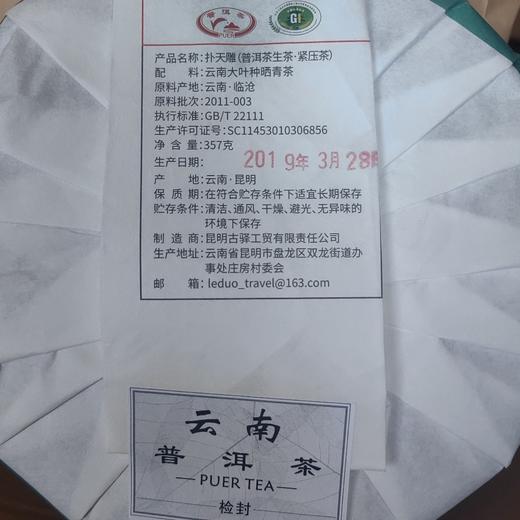 普洱茶
PUER
GI
产品名称: 扑天雕(普洱茶生茶·紧压茶)
配 料: 云南大叶种晒青茶
原料产地: 云南·临沧
原料批次: 2011-003
执行标准: GB/T 22111
生产许可证号: SC11453010306856
净 含 量: 357克
生产日期: 2019年3月28日
产 地: 云南·昆明
保 质 期: 在符合贮存条件下适宜长期保存
贮存条件: 清洁、通风、干燥、避光、无异味的
环境下保存
制 造 商: 昆明古驿工贸有限责任公司
生产地址: 云南省昆明市盘龙区双龙街道办
事处庄房村委会
邮 箱: leduo_travel@163.com
云南
普洱茶
PUER TEA
检封